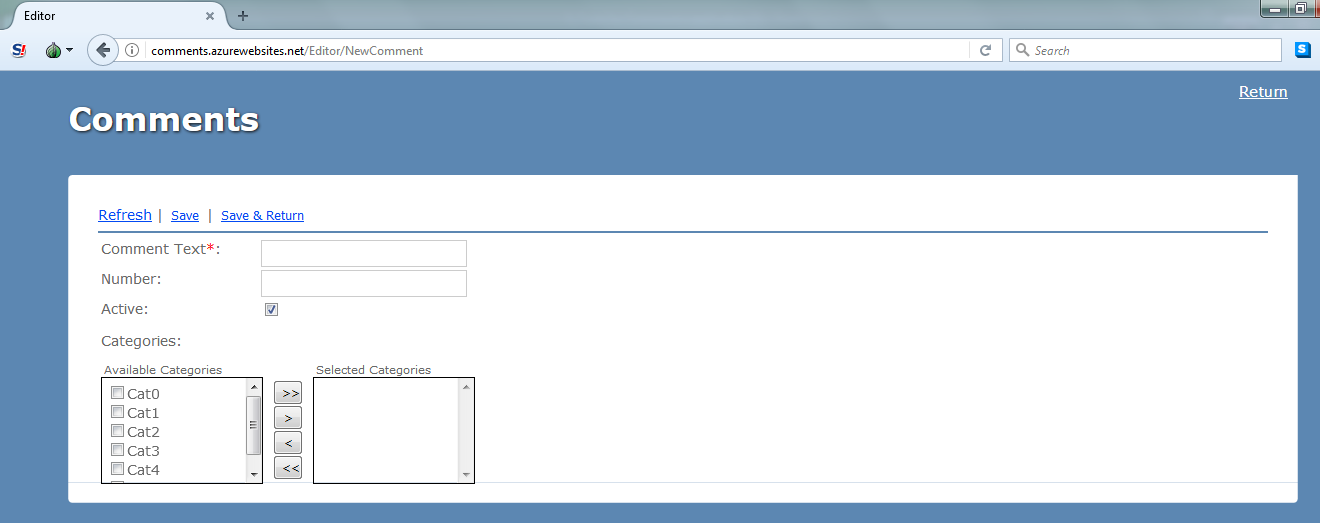 Editor
comments.azurewebsites.net/Editor/NewComment
Search
Return
Comments
Refresh | Save | Save & Return
Comment Text*:
Number:
Active:
Categories:
Available Categories
Selected Categories
Cat0
Cat1
Cat2
Cat3
Cat4
>>
>
<
<<